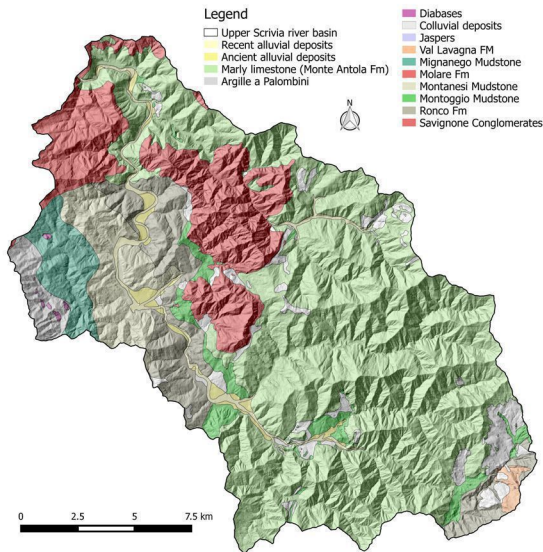 Legend
Upper Scrivia river basin
Recent alluvial deposits
Ancient alluvial deposits
Marly limestone (Monte Antola Fm)
Argille a Palombini
Diabases
Colluvial deposits
Jaspers
Val Lavagna FM
Mignanego Mudstone
Molare Fm
Montanesi Mudstone
Montoggio Mudstone
Ronco Fm
Savignone Conglomerates
N
0 2.5 5 7.5 km